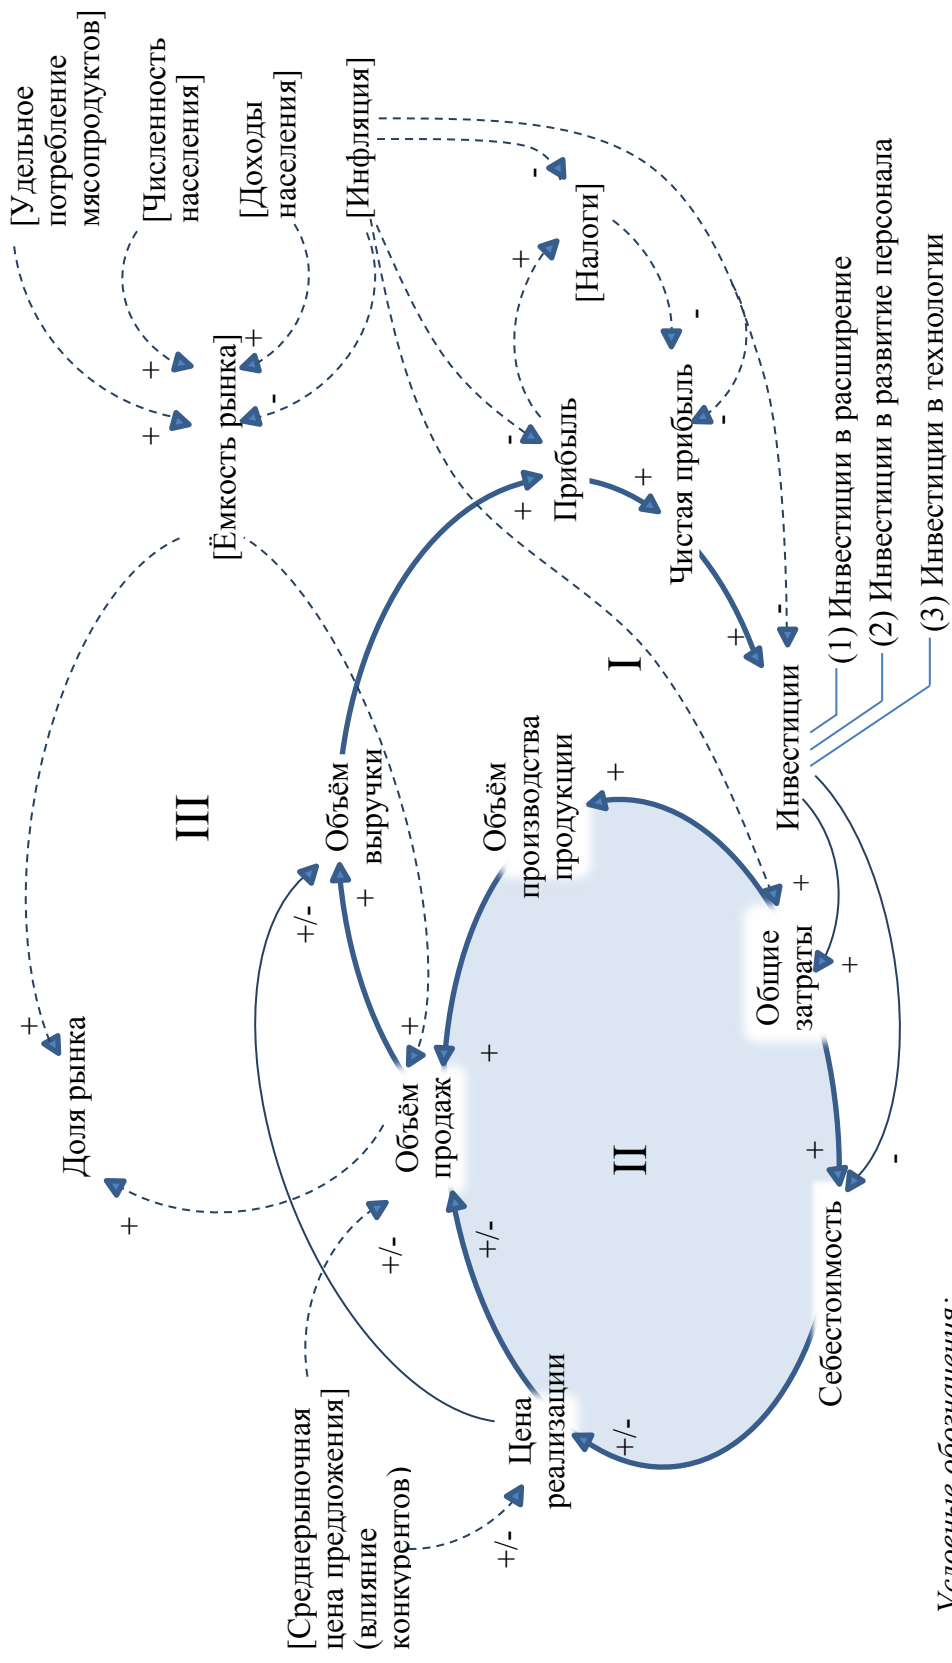 [Удельное
потребление
мясопродуктов]
[Численность
населения]
[Доходы
населения]
[Инфляция]
+
+
+
-
[Ёмкость рынка]
-
[Налоги]
+
-
-
Прибыль
+
-
Чистая прибыль
+
-
+
-
Инвестиции
(1) Инвестиции в расширение
(2) Инвестиции в развитие персонала
(3) Инвестиции в технологии
I
III
Объём
выручки
+/-
+
Объём
производства
продукции
+
Доля рынка
+
+
Объём
продаж
+
+
+/-
+/-
Общие
затраты
+
+
II
Себестоимость
+
-
Цена
реализации
+/-
+/-
[Среднерыночная
цена предложения]
(влияние
конкурентов)
Условные обозначения: